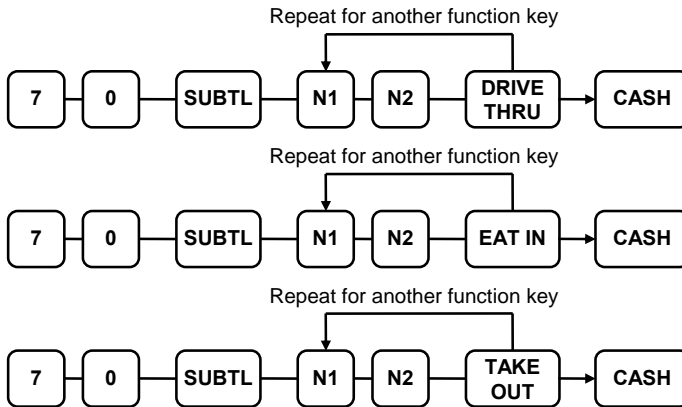 Repeat for another function key
7 0 SUBTL N1 N2 DRIVE THRU CASH
Repeat for another function key
7 0 SUBTL N1 N2 EAT IN CASH
Repeat for another function key
7 0 SUBTL N1 N2 TAKE OUT CASH